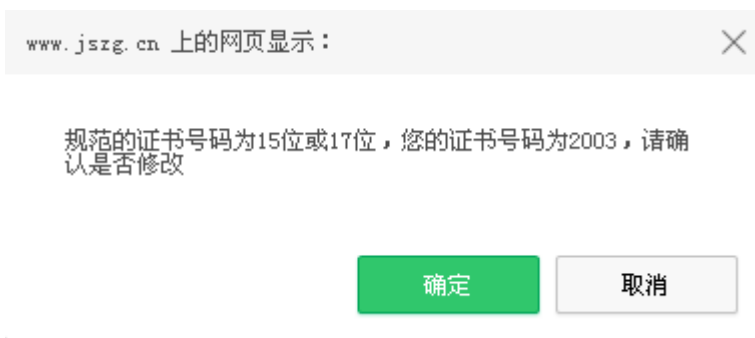 www.jszg.cn 上的网页显示：
规范的证书号码为15位或17位，您的证书号码为2003，请确
认是否修改
确定 取消